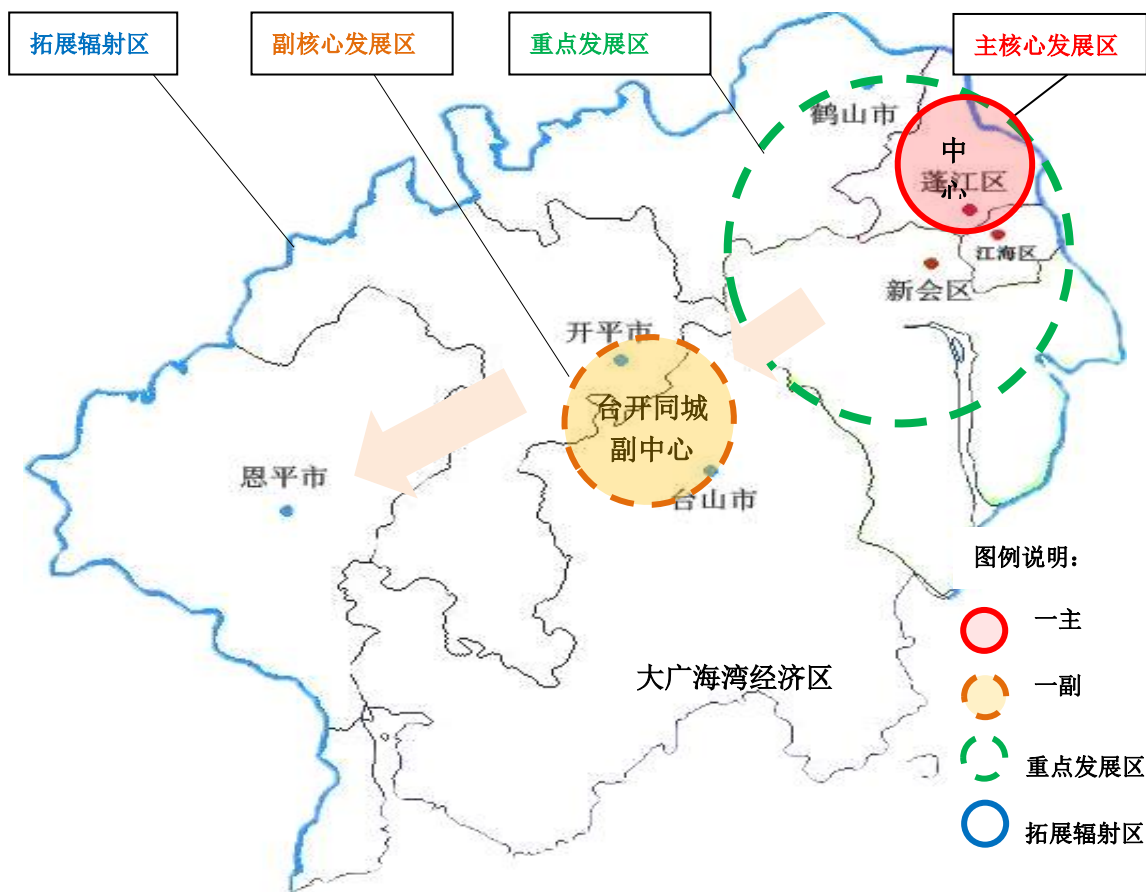 拓展辐射区
副核心发展区
重点发展区
主核心发展区
鹤山市
中
心
蓬江区
江海区
新会区
开平市
台开同城
副中心
恩平市
台山市
图例说明：
一主
大广海湾经济区
一副
重点发展区
拓展辐射区